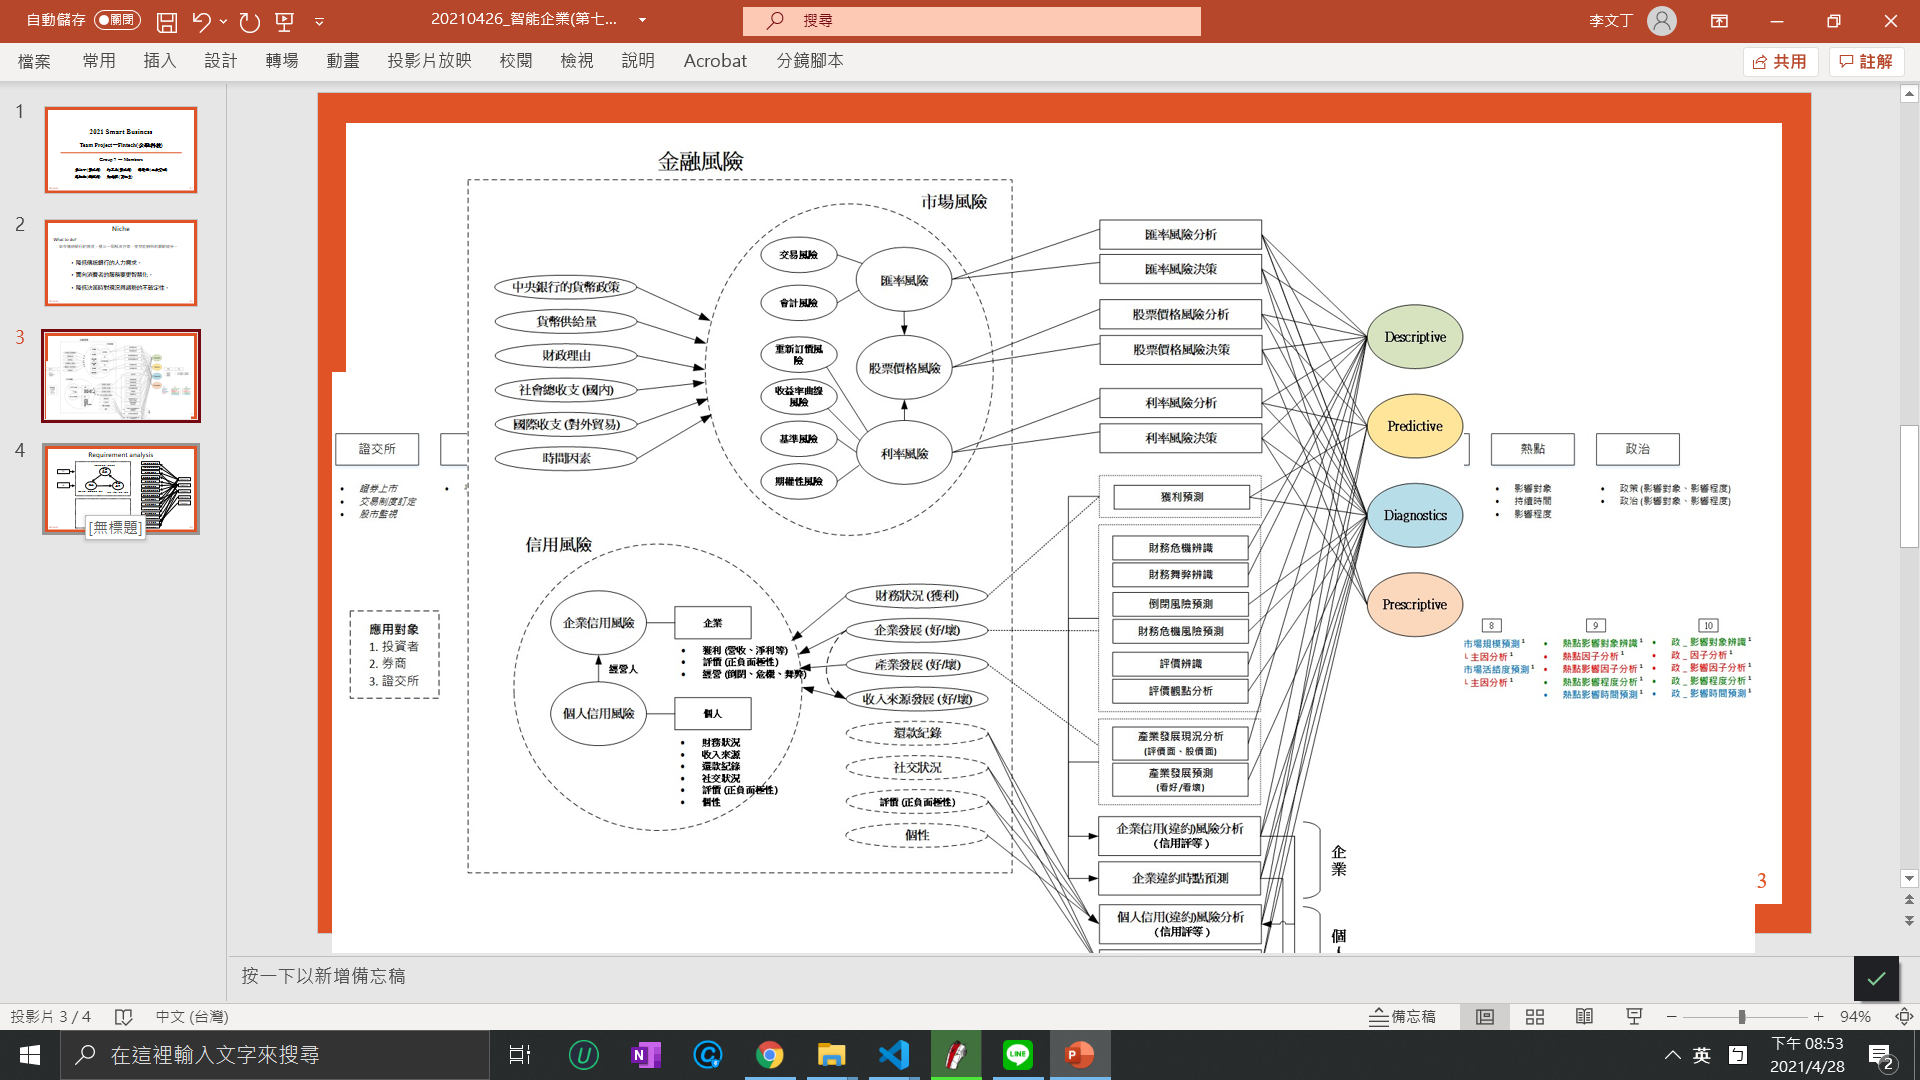 自動儲存
關閉
20210426_智能企業(第七...
搜尋
李文丁
檔案
常用
插入
設計
轉場
動畫
投影片放映
校閱
檢視
說明
Acrobat
分鏡腳本
共用
註解
1
2021 Smart Business
Team Project－Fintech(金融科技)
2
Niche
What to do?
3
4
Requirement analysis
[無標題]
金融風險
市場風險
中央銀行的貨幣政策
貨幣供給量
財政理由
社會總收支 (國內)
國際收支 (對外貿易)
時間因素
交易風險
會計風險
重新訂價風
險
收益率曲線
風險
基準風險
期權性風險
匯率風險
股票價格風險
利率風險
匯率風險分析
匯率風險決策
股票價格風險分析
股票價格風險決策
利率風險分析
利率風險決策
獲利預測
財務危機辨識
財務舞弊辨識
倒閉風險預測
財務危機風險預測
評價辨識
評價觀點分析
產業發展現況分析
(評價面、股價面)
產業發展預測
(看好/看壞)
企業信用(違約)風險分析
(信用評等 )
企業違約時點預測
個人信用(違約)風險分析
(信用評等 )
企業
Descriptive
Predictive
Diagnostics
Prescriptive
證交所
• 證券上市
• 交易制度訂定
• 股市監視
應用對象
1. 投資者
2. 券商
3. 證交所
信用風險
企業信用風險
經營人
個人信用風險
企業
• 獲利 (營收、淨利等)
• 評價 (正負面極性)
• 經營 (倒閉、危機、舞弊)
個人
• 財務狀況
• 收入來源
• 還款記錄
• 社交狀況
• 評價 (正負面極性)
• 個性
財務狀況 (獲利)
企業發展 (好/壞)
產業發展 (好/壞)
收入來源發展 (好/壞)
還款紀錄
社交狀況
評價 (正負面極性)
個性
熱點
• 影響對象
• 持續時間
• 影響程度
政治
• 政策 (影響對象、影響程度)
• 政治 (影響對象、影響程度)
8
市場規模預測 1
主因分析 1
市場活絡度預測 1
主因分析 1
9
• 熱點影響對象辨識 1
• 熱點因子分析 1
• 熱點影響因子分析 1
• 熱點影響程度分析 1
• 熱點影響時間預測 1
10
• 政 _ 影響對象辨識 1
• 政 _ 因子分析 1
• 政 _ 影響因子分析 1
• 政 _ 影響程度分析 1
• 政 _ 影響時間預測 1
3
按一下以新增備忘稿
投影片 3 / 4
中文 (台灣)
備忘稿
94%
在這裡輸入文字來搜尋
英
下午 08:53
2021/4/28
2